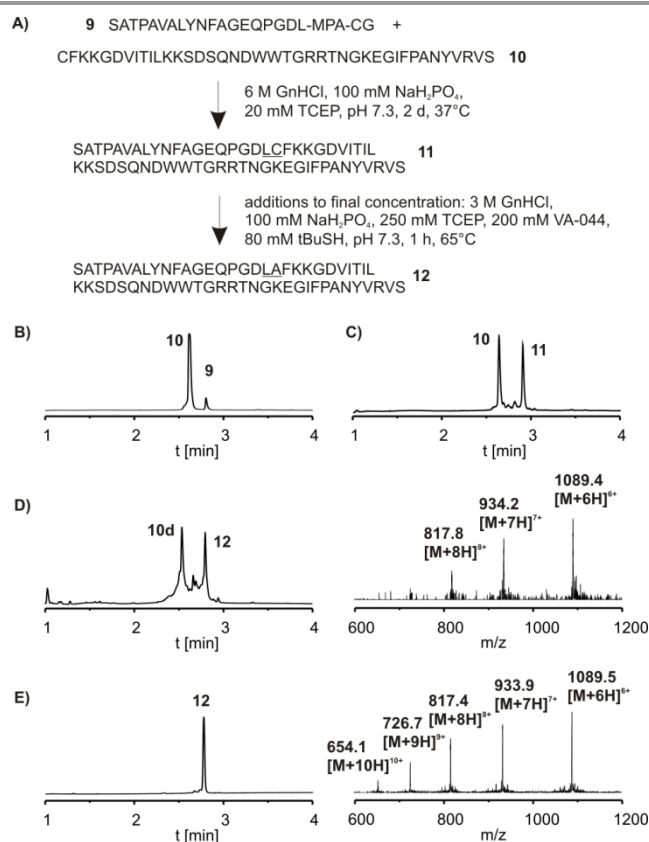 A)
9 SATPAVALYNFAGEQPGDL-MPA-CG +
CFKKGDVITILKKSDSQNDWWTGRRTNGKEGIFPANYVRVS 10
6 M GnHCl, 100 mM NaH₂PO₄,
20 mM TCEP, pH 7.3, 2 d, 37°C
SATPAVALYNFAGEQPGDLCFKKGDVITIL
KKSDSQNDWWTGRRTNGKEGIFPANYVRVS
11
additions to final concentration: 3 M GnHCl,
100 mM NaH₂PO₄, 250 mM TCEP, 200 mM VA-044,
80 mM tBuSH, pH 7.3, 1 h, 65°C
SATPAVALYNFAGEQPGDLAFKKGDVITIL
KKSDSQNDWWTGRRTNGKEGIFPANYVRVS
12
B)
10
9
1 2 3 4
t [min]
C)
10
11
1 2 3 4
t [min]
D)
10d
12
1 2 3 4
t [min]
817.8
[M+8H]⁸⁺
934.2
[M+7H]⁷⁺
1089.4
[M+6H]⁶⁺
600 800 1000 1200
m/z
E)
12
1 2 3 4
t [min]
654.1
[M+10H]¹⁰⁺
726.7
[M+9H]⁹⁺
817.4
[M+8H]⁸⁺
933.9
[M+7H]⁷⁺
1089.5
[M+6H]⁶⁺
600 800 1000 1200
m/z